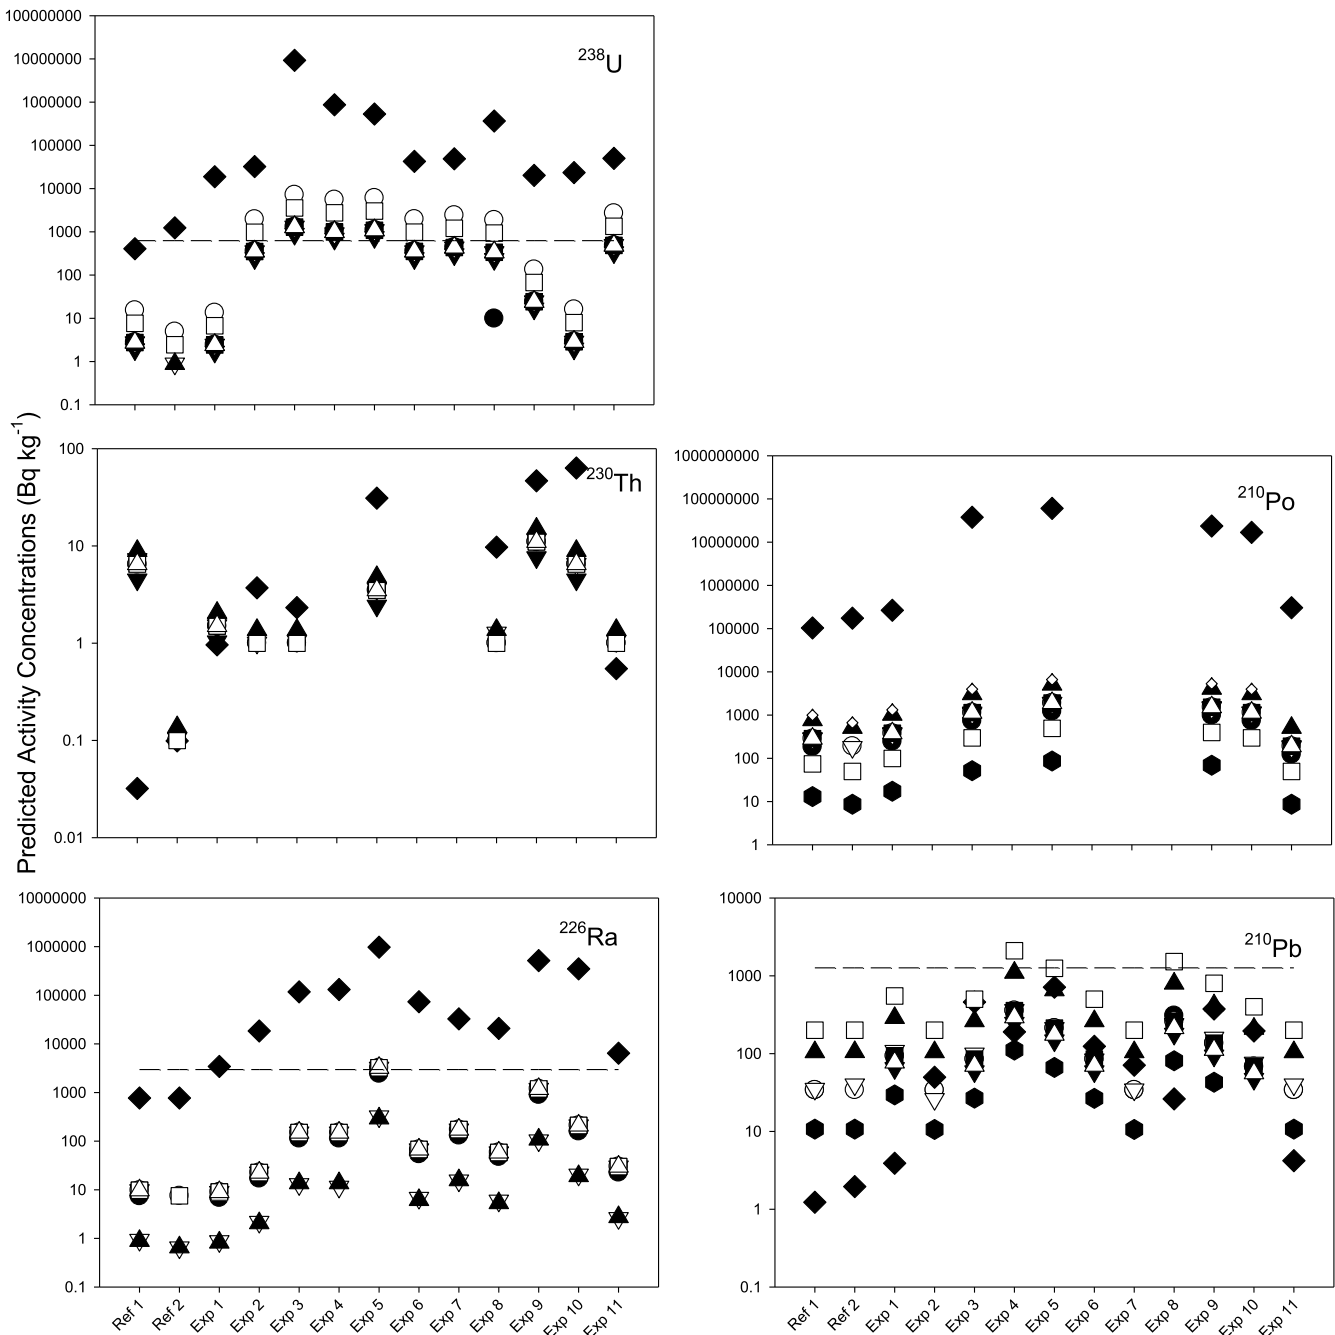 Predicted Activity Concentrations (Bq kg-1)
100000000
10000000
1000000
100000
10000
1000
100
10
1
0.1
238U
100
10
1
0.1
0.01
230Th
1000000000
100000000
10000000
1000000
100000
10000
1000
100
10
1
210Po
10000000
1000000
100000
10000
1000
100
10
1
0.1
226Ra
Ref 1
Ref 2
Exp 1
Exp 2
Exp 3
Exp 4
Exp 5
Exp 6
Exp 7
Exp 8
Exp 9
Exp 10
Exp 11
10000
1000
100
10
1
0.1
210Pb
Ref 1
Ref 2
Exp 1
Exp 2
Exp 3
Exp 4
Exp 5
Exp 6
Exp 7
Exp 8
Exp 9
Exp 10
Exp 11